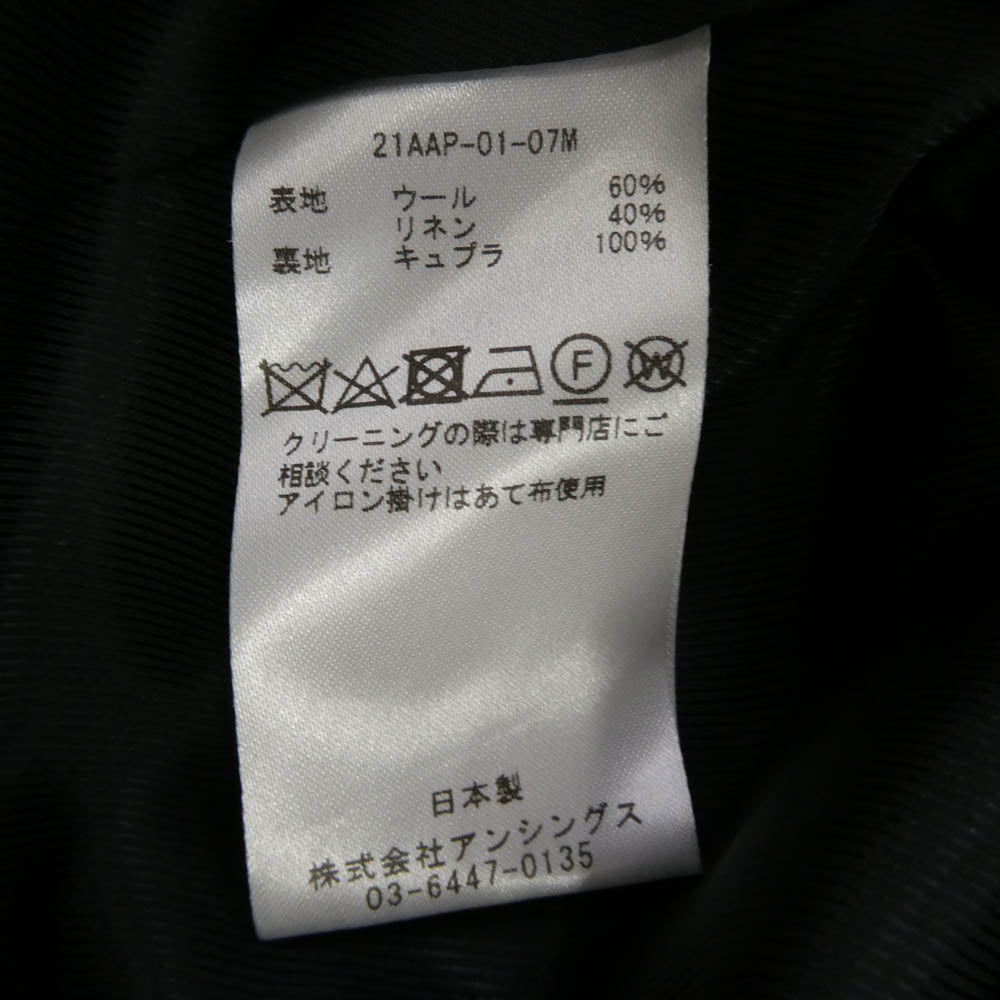 21AAP-01-07M
表地 ウール 60%
リネン 40%
裏地 キュプラ 100%
F W
クリーニングの際は専門店にご
相談ください
アイロン掛けはあて布使用
日本製
株式会社アンシングス
03-6447-0135